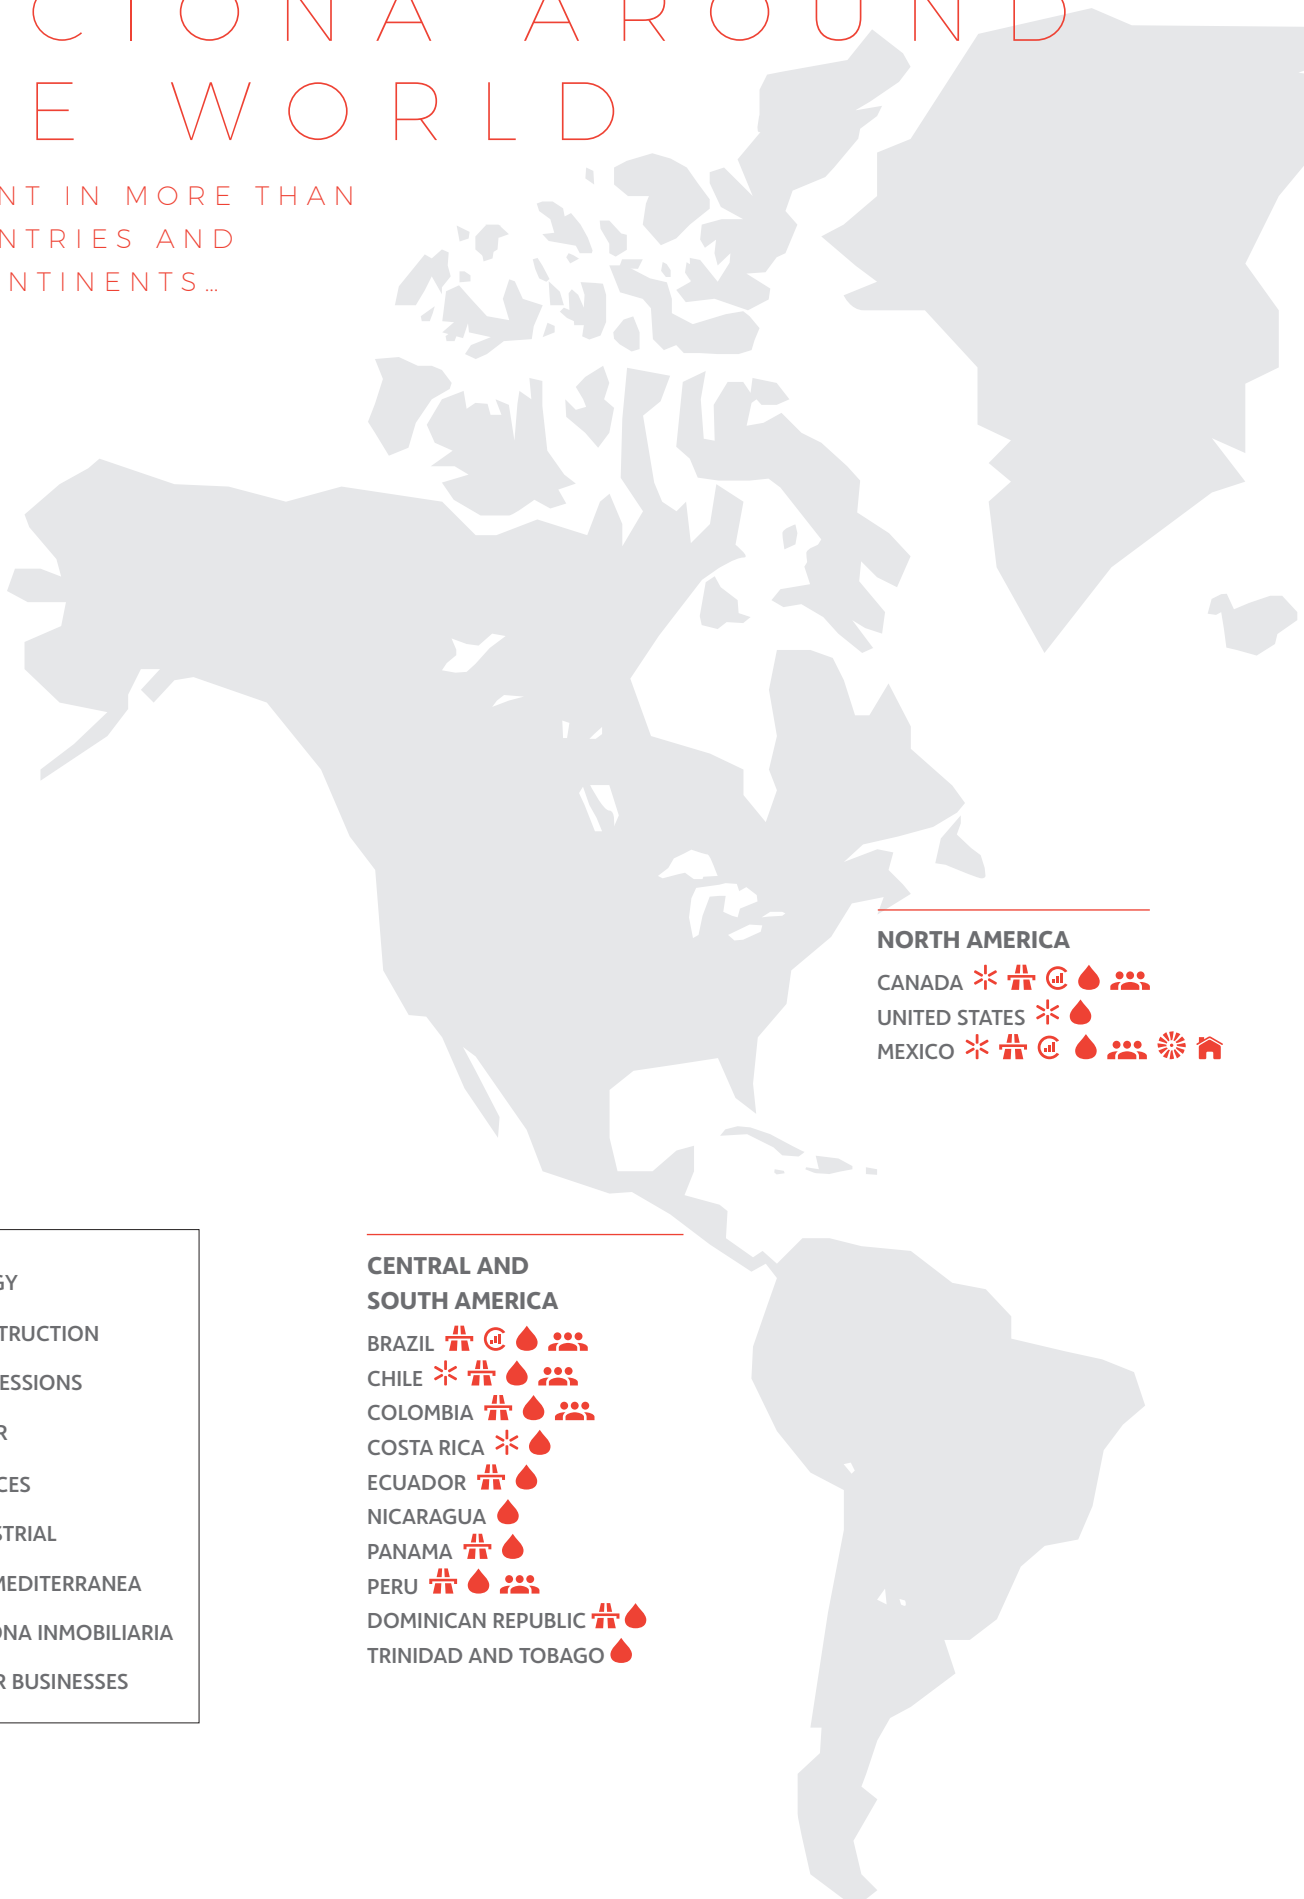 CIONA AROUND
E WORLD
NT IN MORE THAN
NTRIES AND
NTINENTS...
NORTH AMERICA
CANADA
UNITED STATES
MEXICO
CENTRAL AND
SOUTH AMERICA
BRAZIL
CHILE
COLOMBIA
COSTA RICA
ECUADOR
NICARAGUA
PANAMA
PERU
DOMINICAN REPUBLIC
TRINIDAD AND TOBAGO
GY
TRUCTION
ESSIONS
R
CES
STRIAL
MEDITERRANEA
ONA INMOBILIARIA
R BUSINESSES